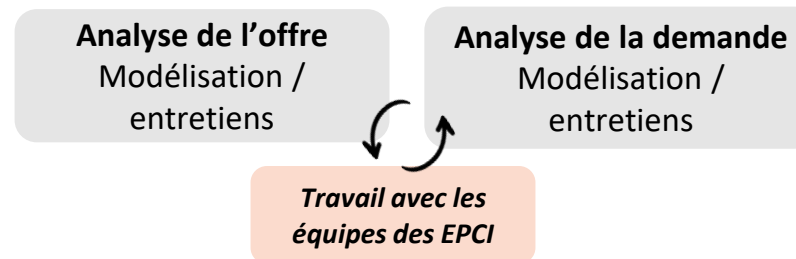 Analyse de l’offre
Modélisation /
entretiens
Analyse de la demande
Modélisation /
entretiens
Travail avec les
équipes des EPCI